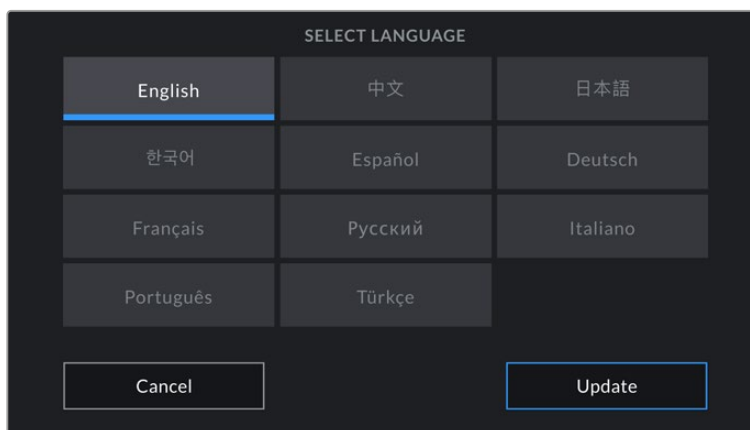 SELECT LANGUAGE
English 中文 日本語
한국어 Español Deutsch
Français Русский Italiano
Português Türkçe
Cancel Update